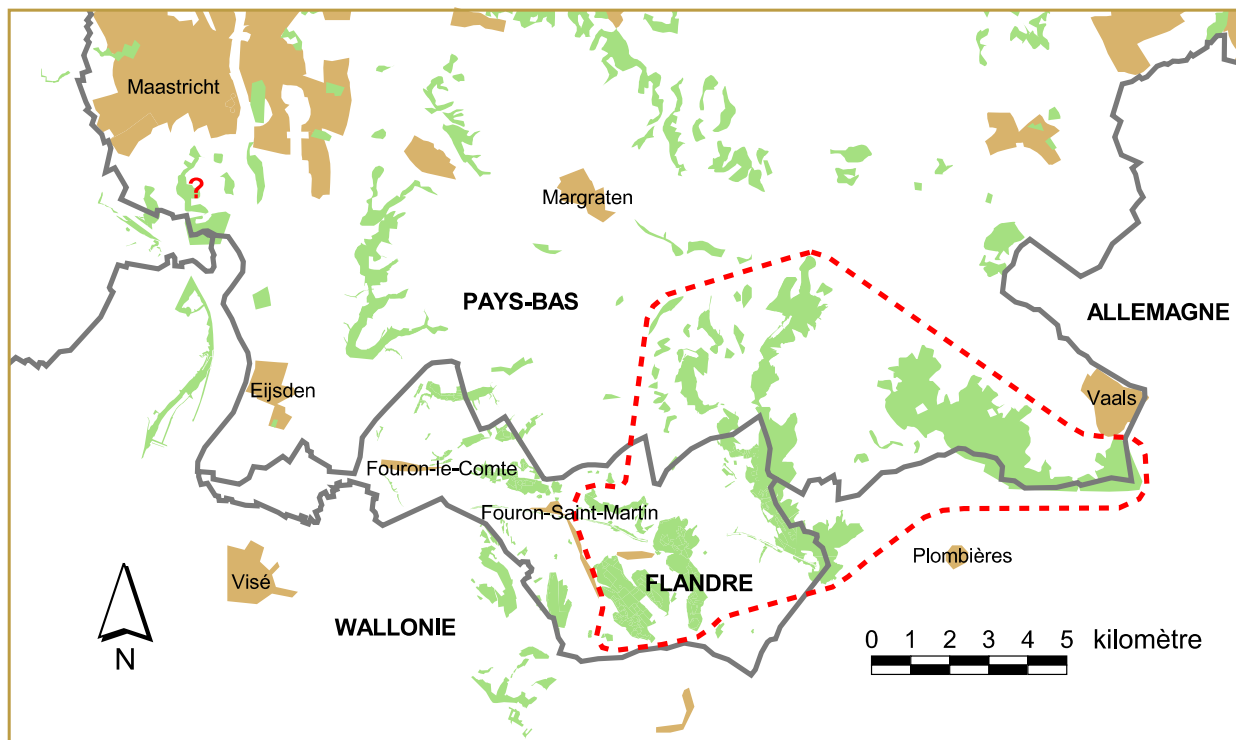 Maastricht
?
Margraten
PAYS-BAS
ALLEMAGNE
Eijsden
Vaals
Fouron-le-Comte
Fouron-Saint-Martin
Plombières
Visé
FLANDRE
WALLONIE
N
0 1 2 3 4 5 kilomètre